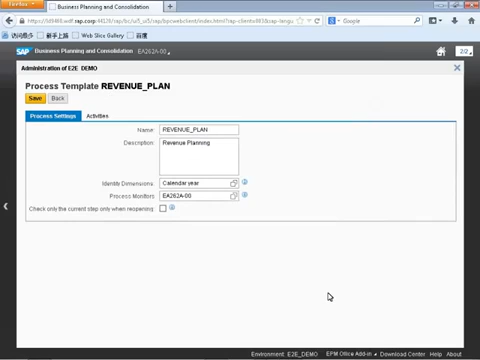 Firefox
Business Planning and Consolidation
+
访问最多 新手上路 Web Slice Gallery 百度
SAP Business Planning and Consolidation EA262A-00
2/2
Administration of E2E_DEMO
Process Template REVENUE_PLAN
Save Back
Process Settings Activities
Name: REVENUE_PLAN
Description: Revenue Planning
Identity Dimensions: Calendar year
Process Monitors: EA262A-00
Check only the current step only when reopening:
Environment: E2E_DEMO EPM Office Add-in Download Center Help About